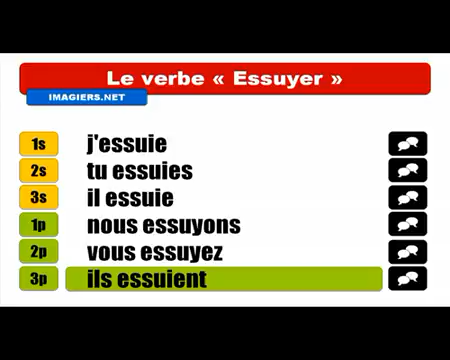 Le verbe « Essuyer »
IMAGIERS.NET
1s j'essuie
2s tu essuies
3s il essuie
1p nous essuyons
2p vous essuyez
3p ils essuient